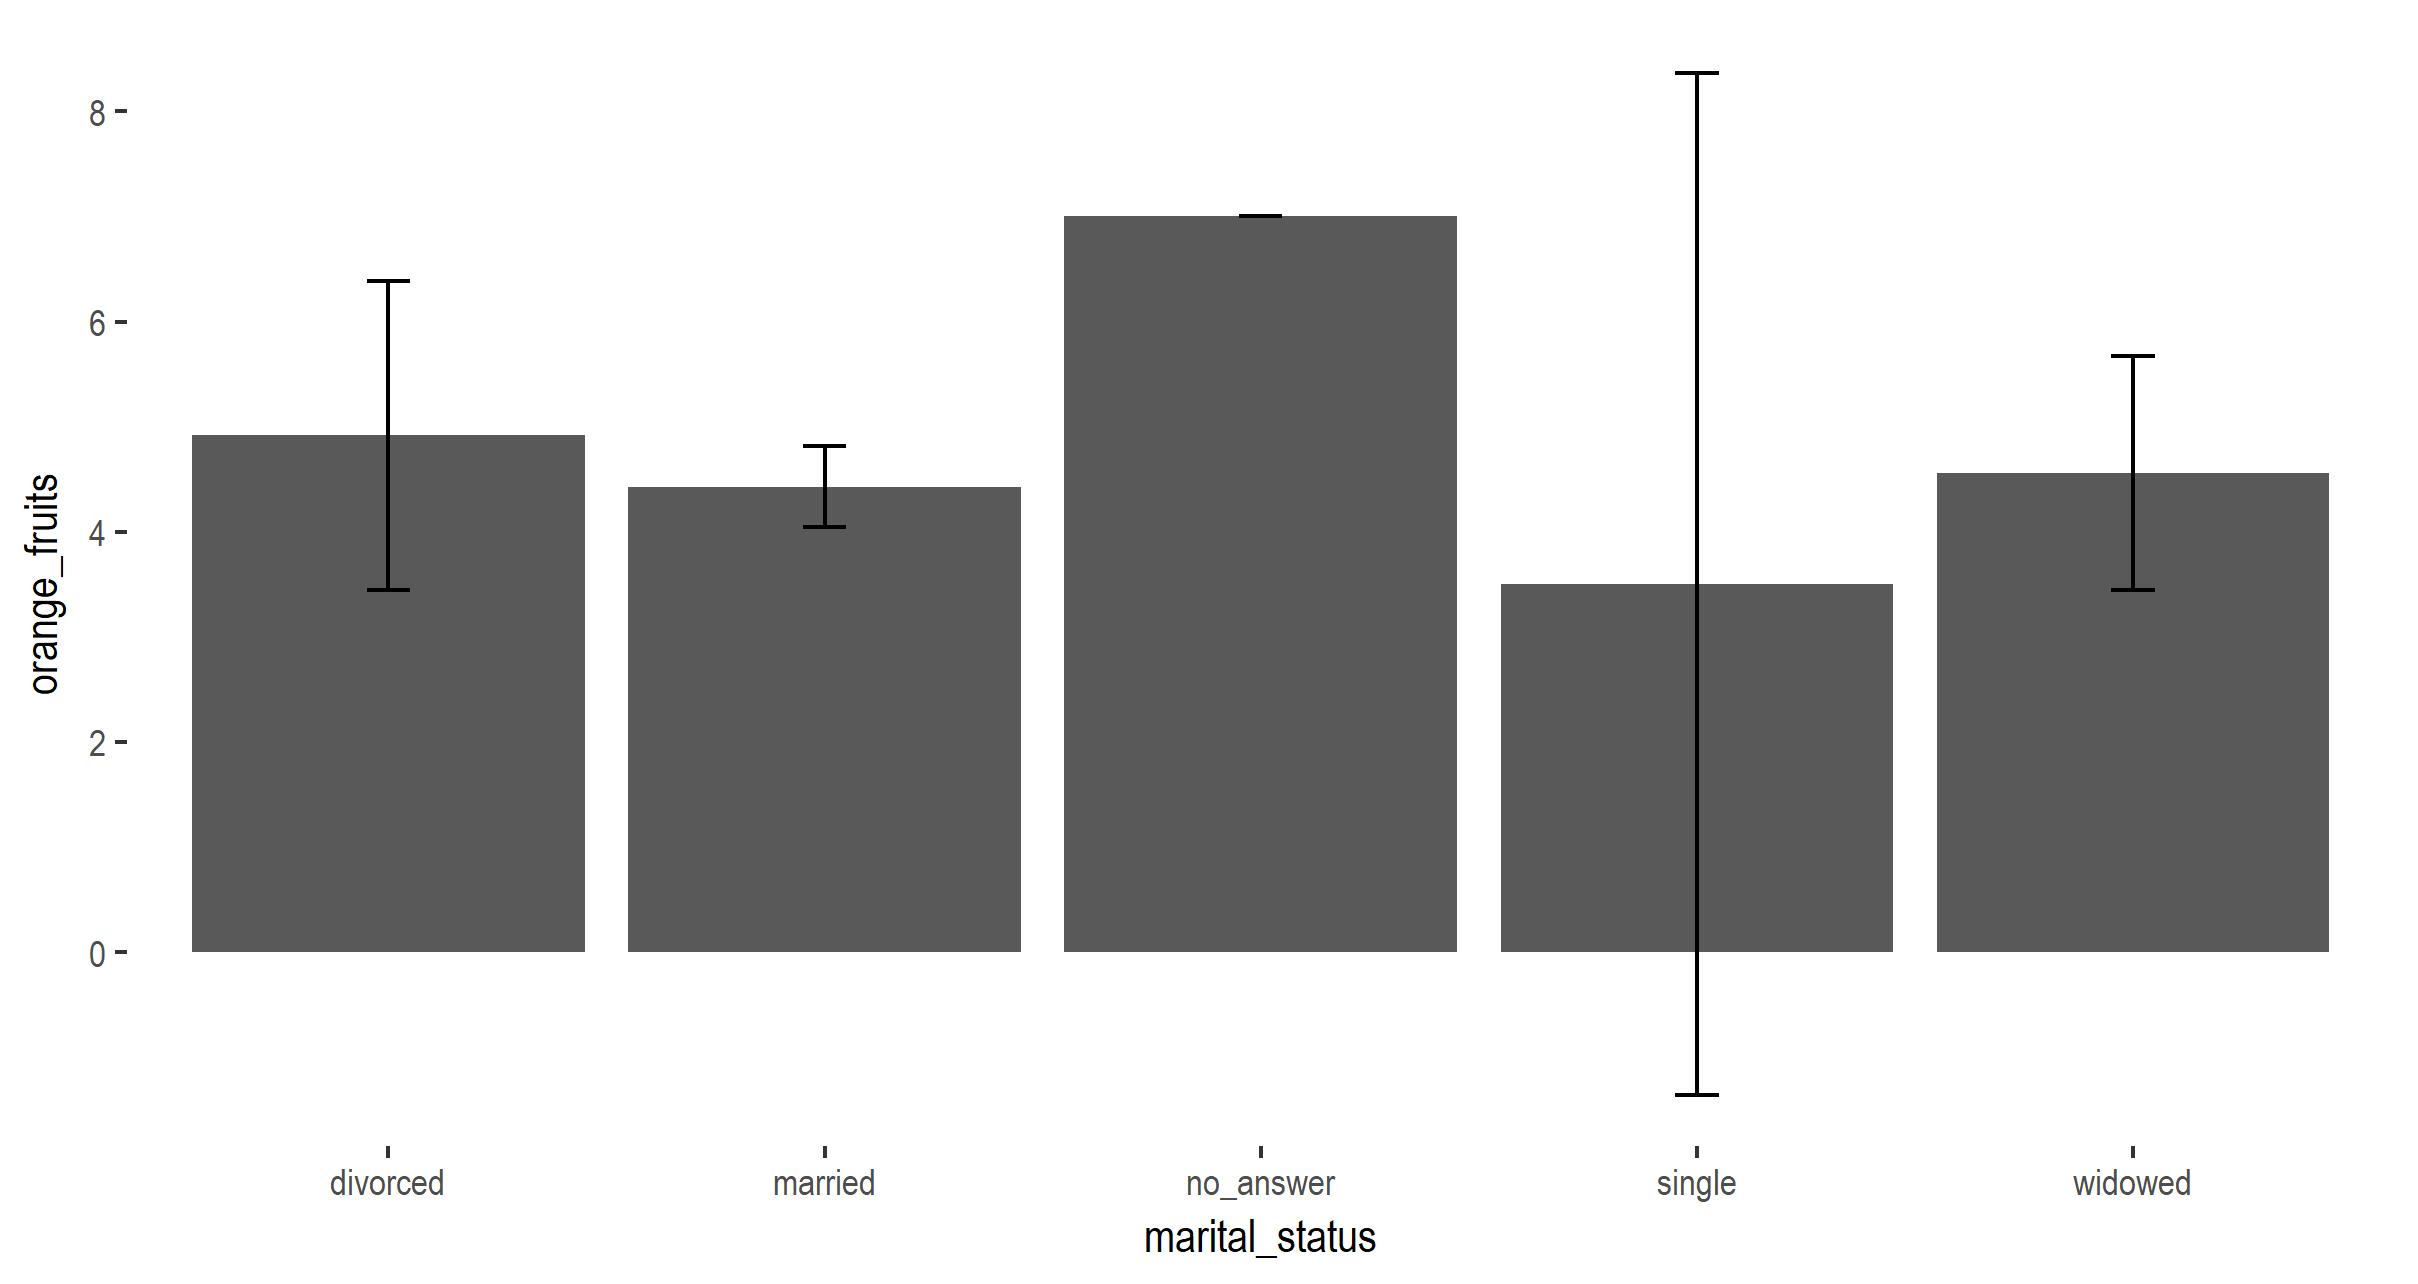 orange_fruits
8
6
4
2
0
divorced married no_answer single widowed
marital_status